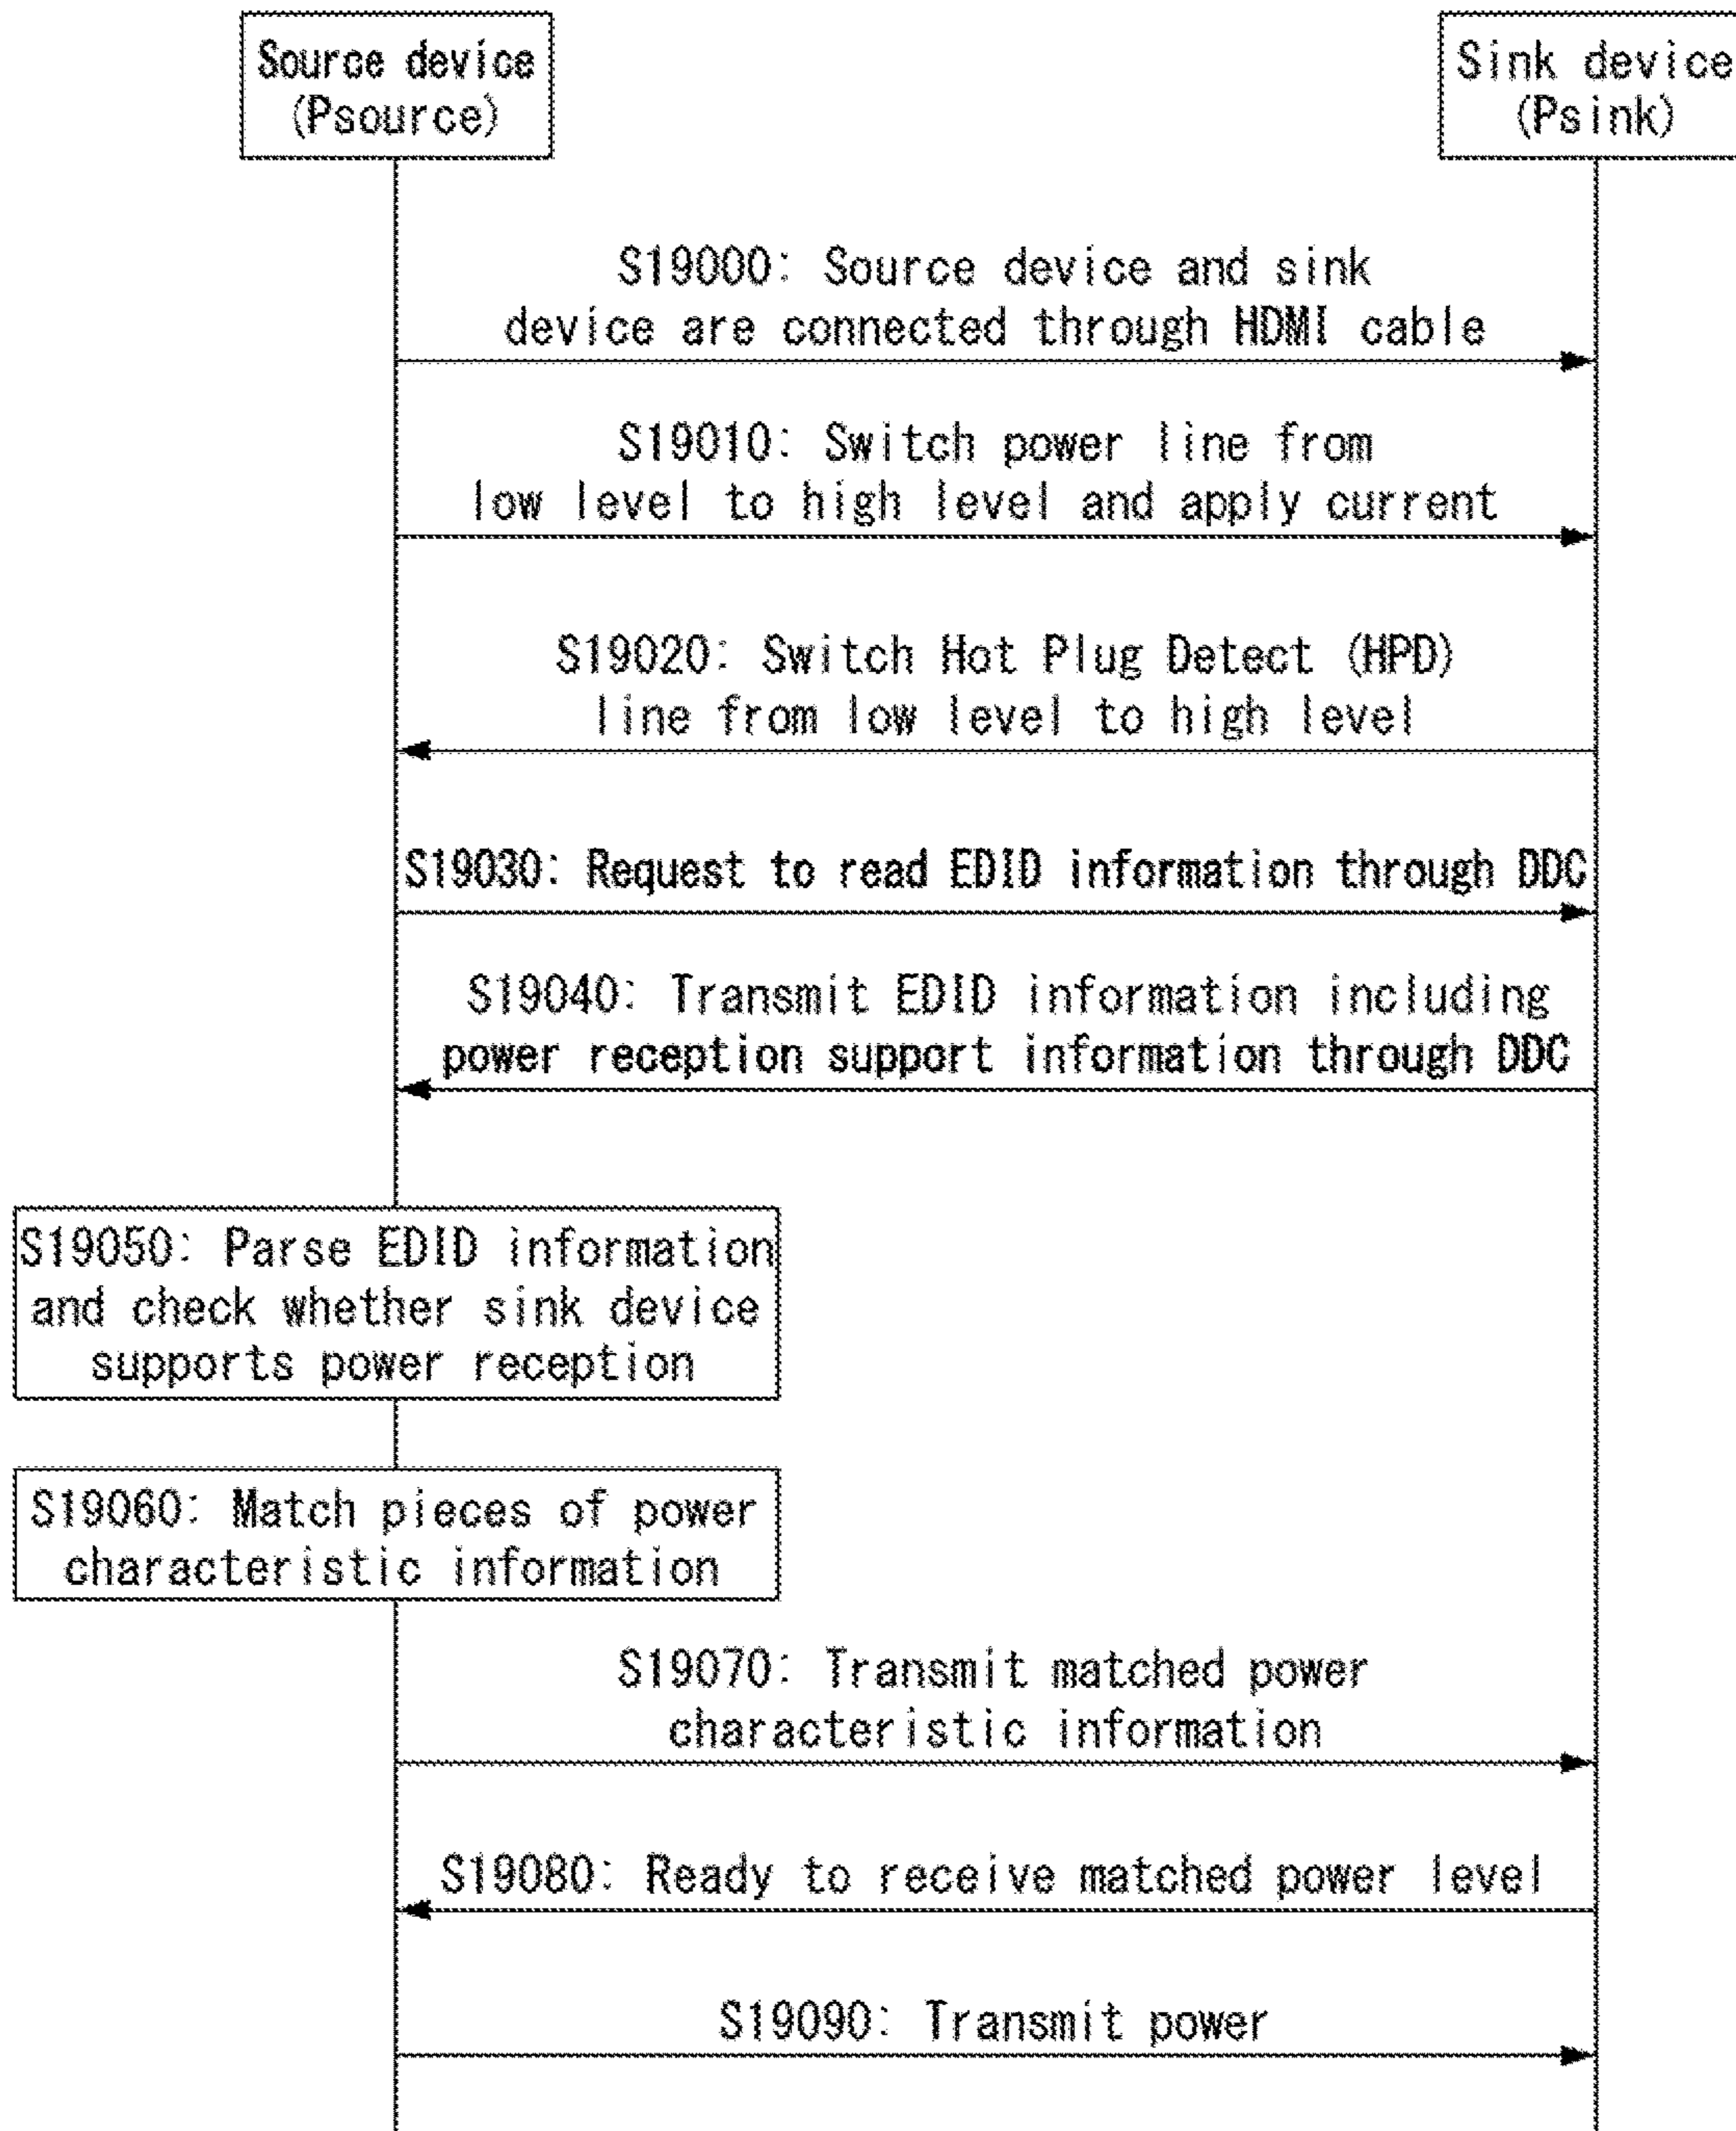 Source device
(Psource)
Sink device
(Psink)
S19000: Source device and sink
device are connected through HDMI cable
S19010: Switch power line from
low level to high level and apply current
S19020: Switch Hot Plug Detect (HPD)
line from low level to high level
S19030: Request to read EDID information through DDC
S19040: Transmit EDID information including
power reception support information through DDC
S19050: Parse EDID information
and check whether sink device
supports power reception
S19060: Match pieces of power
characteristic information
S19070: Transmit matched power
characteristic information
S19080: Ready to receive matched power level
S19090: Transmit power